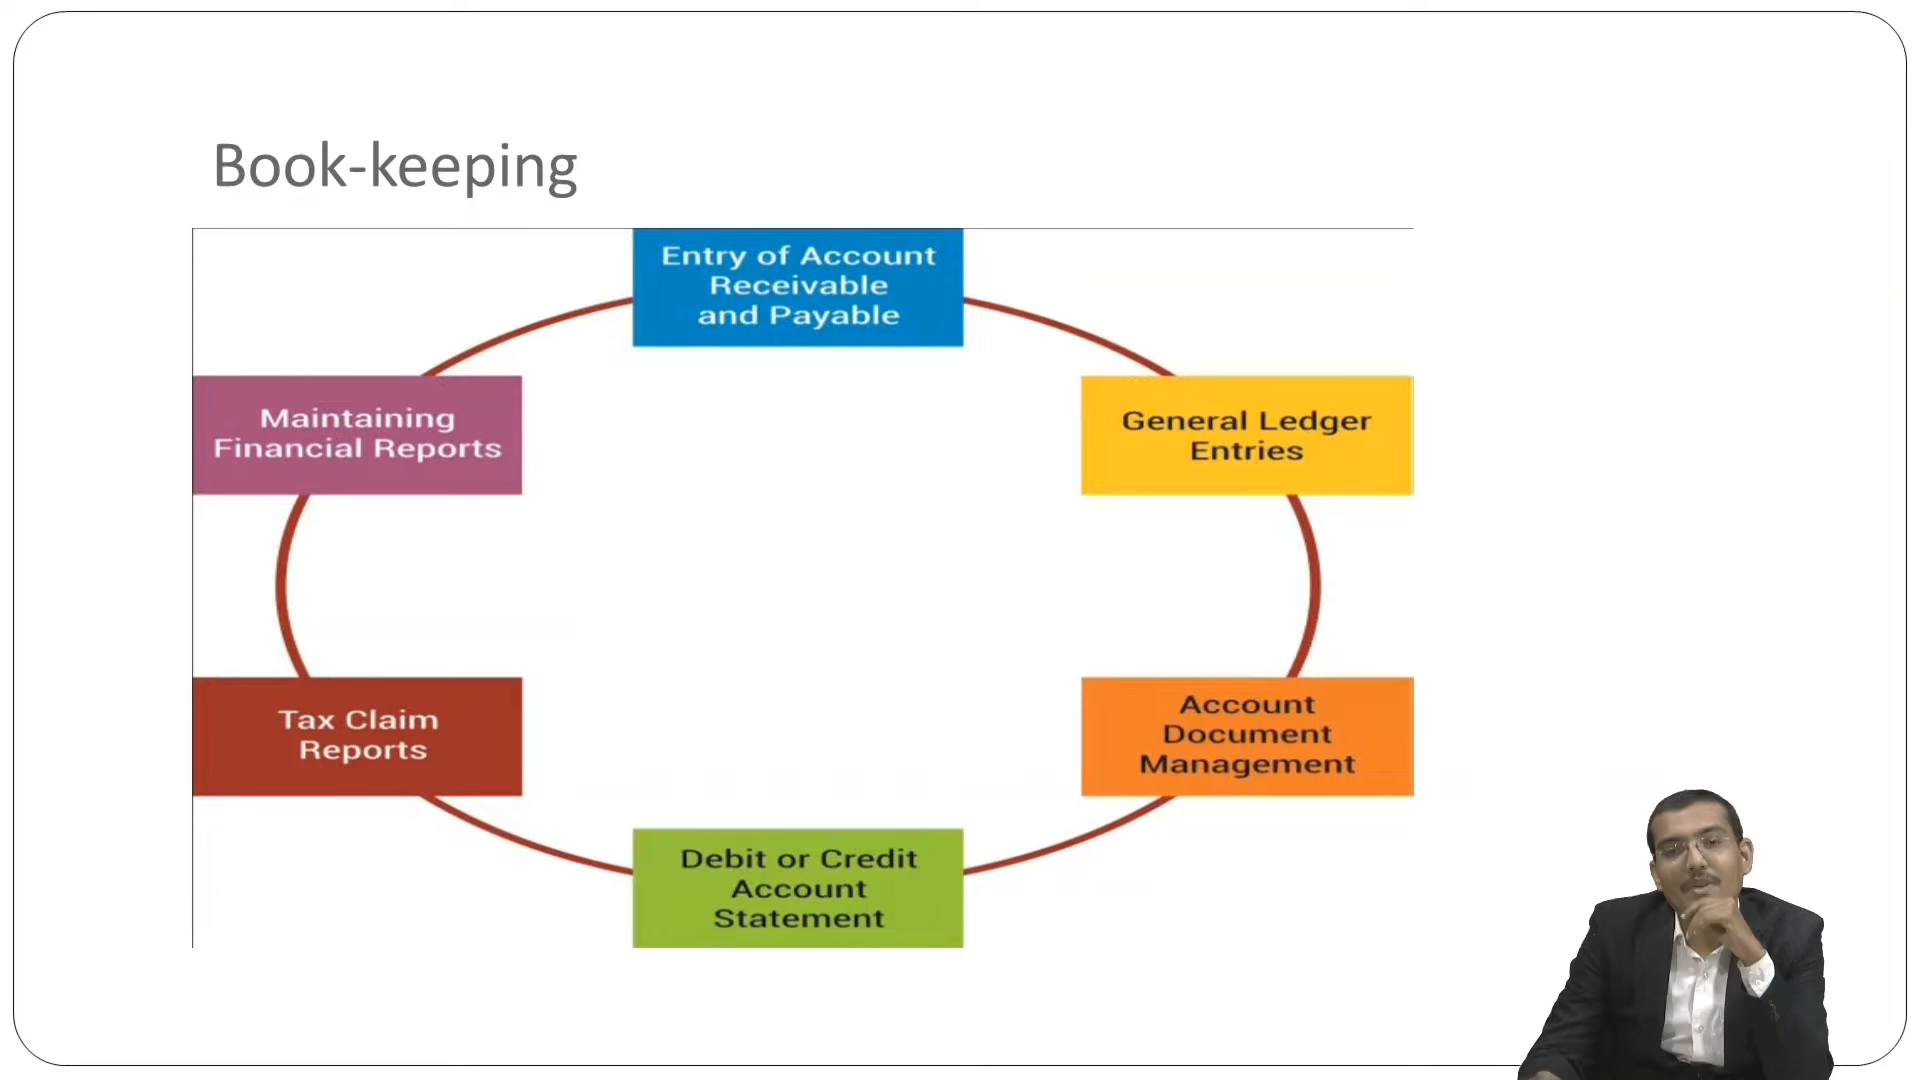 Book-keeping
Entry of Account
Receivable
and Payable
Maintaining
Financial Reports
General Ledger
Entries
Tax Claim
Reports
Account
Document
Management
Debit or Credit
Account
Statement